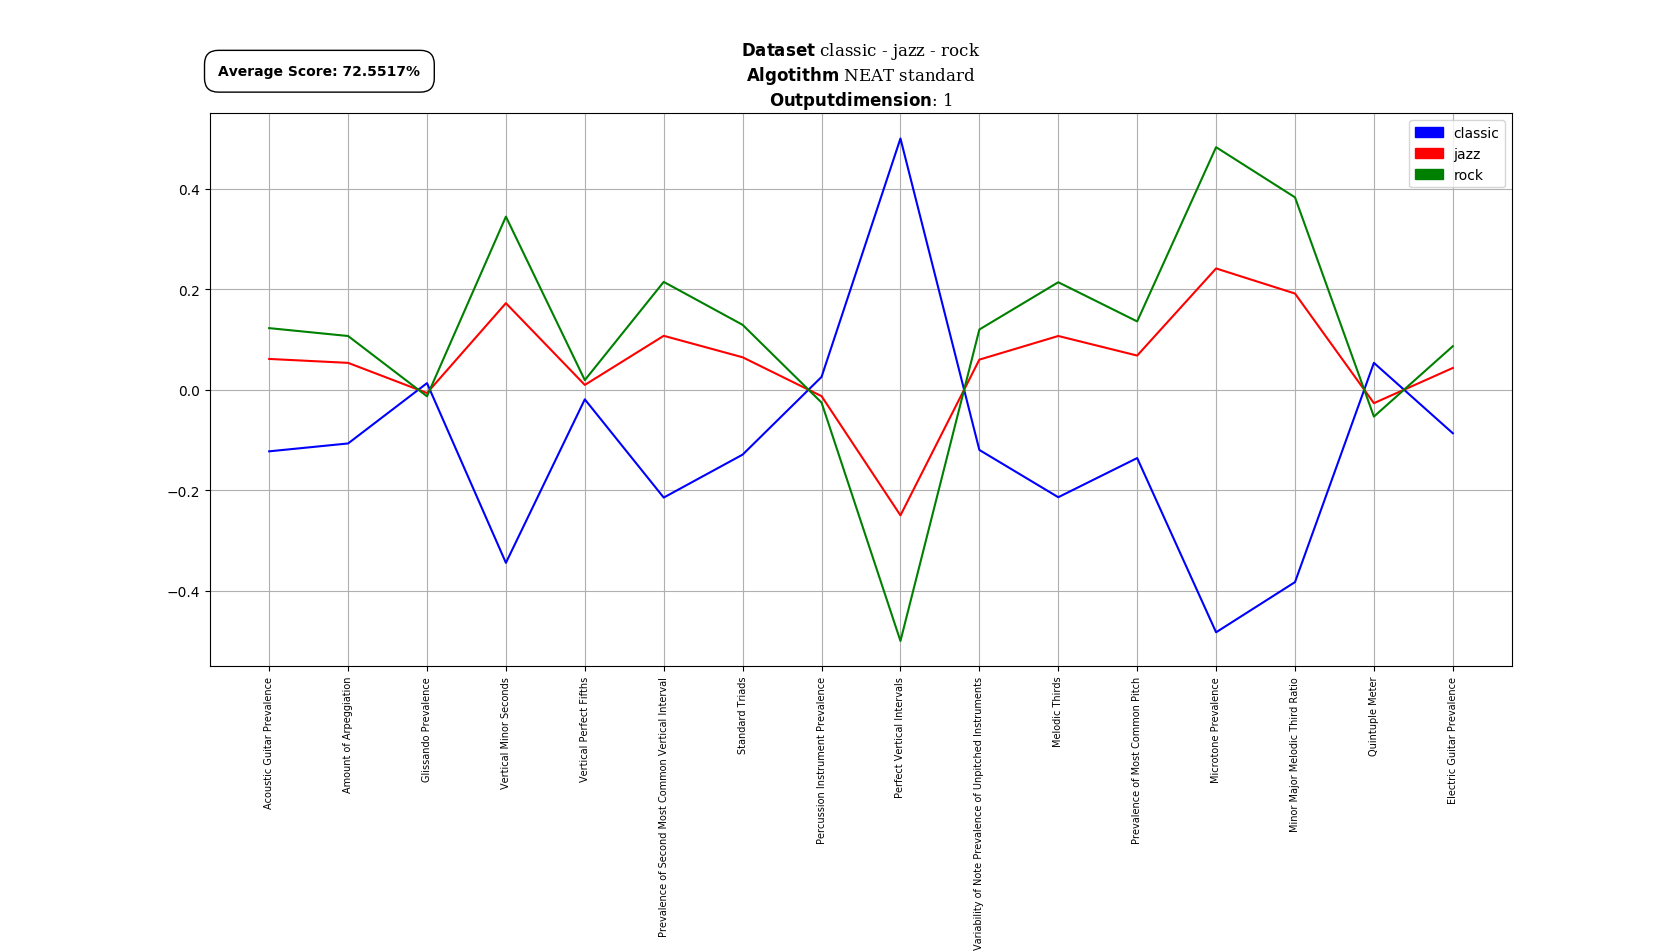 Average Score: 72.5517%
Dataset classic - jazz - rock
Algotithm NEAT standard
Outputdimension: 1
classic
jazz
rock
0.4
0.2
0.0
−0.2
−0.4
Acoustic Guitar Prevalence
Amount of Arpeggiation
Glissando Prevalence
Vertical Minor Seconds
Vertical Perfect Fifths
Prevalence of Second Most Common Vertical Interval
Standard Triads
Percussion Instrument Prevalence
Perfect Vertical Intervals
Variability of Note Prevalence of Unpitched Instruments
Melodic Thirds
Prevalence of Most Common Pitch
Microtone Prevalence
Minor Major Melodic Third Ratio
Quintuple Meter
Electric Guitar Prevalence